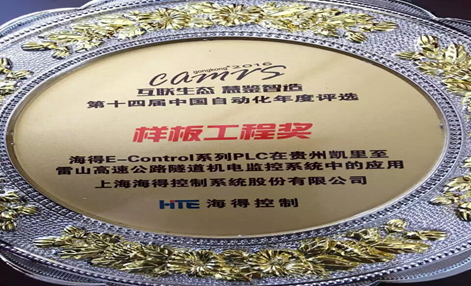 gongkong 2016
camrs
互联生态 慧鉴智造
第十四届中国自动化年度评选
样板工程奖
海得E-Control系列PLC在贵州凯里至
雷山高速公路隧道机电监控系统中的应用
上海海得控制系统股份有限公司
HITE 海得控制